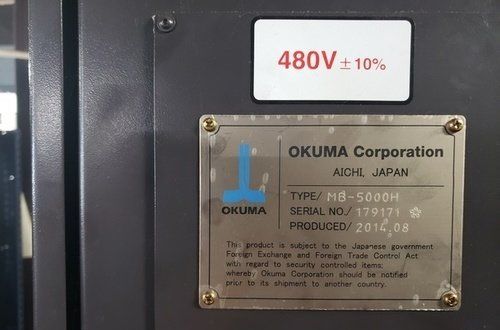 480V ± 10%
OKUMA Corporation
AICHI, JAPAN
OKUMA
TYPE/ MB-5000H
SERIAL NO./ 179171
PRODUCED/ 2014.08
This product is subject to the Japanese government
Foreign Exchange and Foreign Trade Control Act
with regard to security controlled items:
whereby Okuma Corporation should be notified
prior to its shipment to another country.